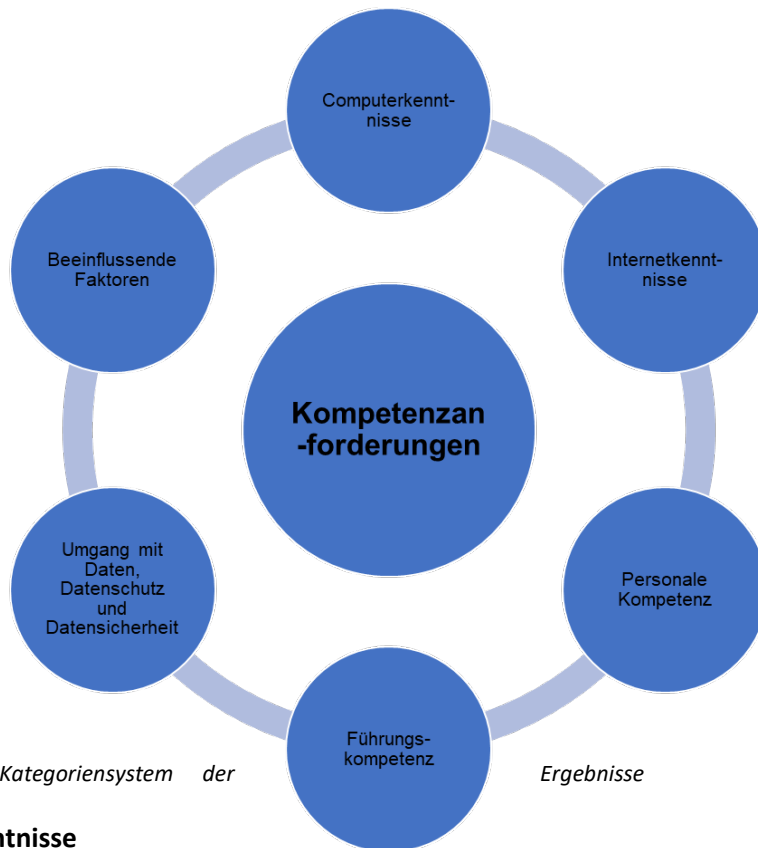 Computerkennt-
nisse
Beeinflussende
Faktoren
Internetkennt-
nisse
Kompetenzan
-forderungen
Umgang mit
Daten,
Datenschutz
und
Datensicherheit
Personale
Kompetenz
Führungs-
kompetenz
Kategoriensystem der Ergebnisse
ntnisse